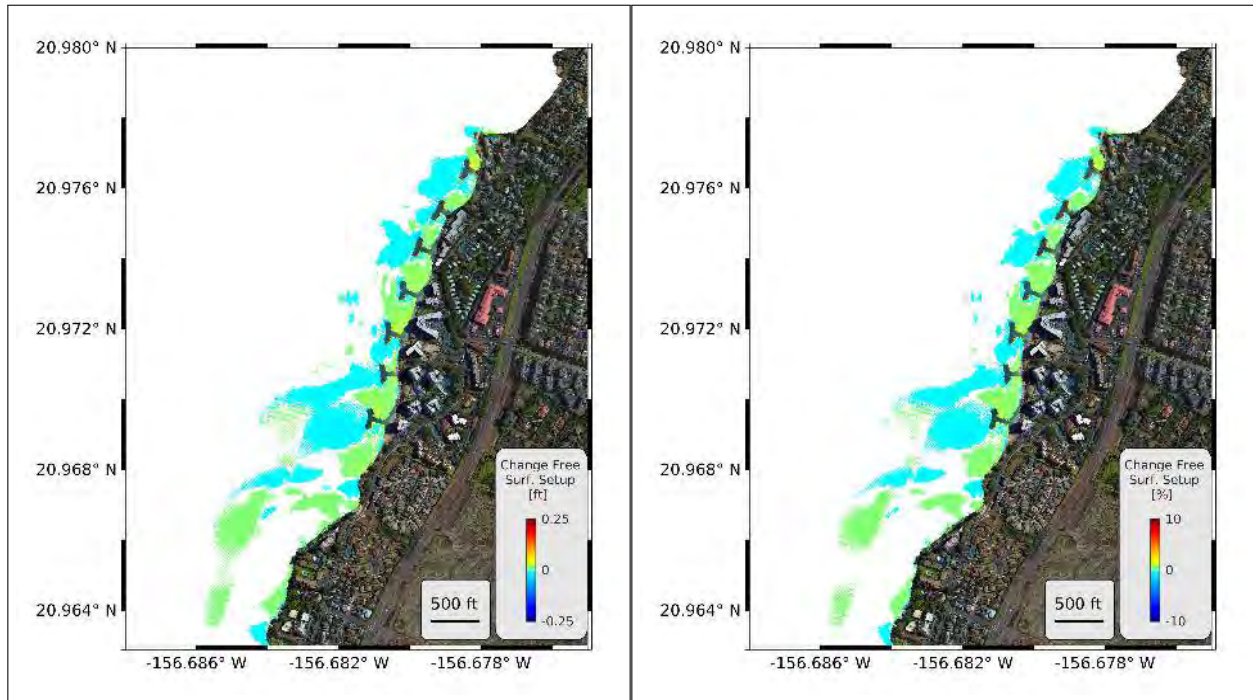 20.980° N
20.976° N
20.972° N
20.968° N
20.964° N
-156.686° W
-156.682° W
-156.678° W
500 ft
Change Free
Surf. Setup
[ft]
0.25
0
-0.25
20.980° N
20.976° N
20.972° N
20.968° N
20.964° N
-156.686° W
-156.682° W
-156.678° W
500 ft
Change Free
Surf. Setup
[%]
10
0
-10